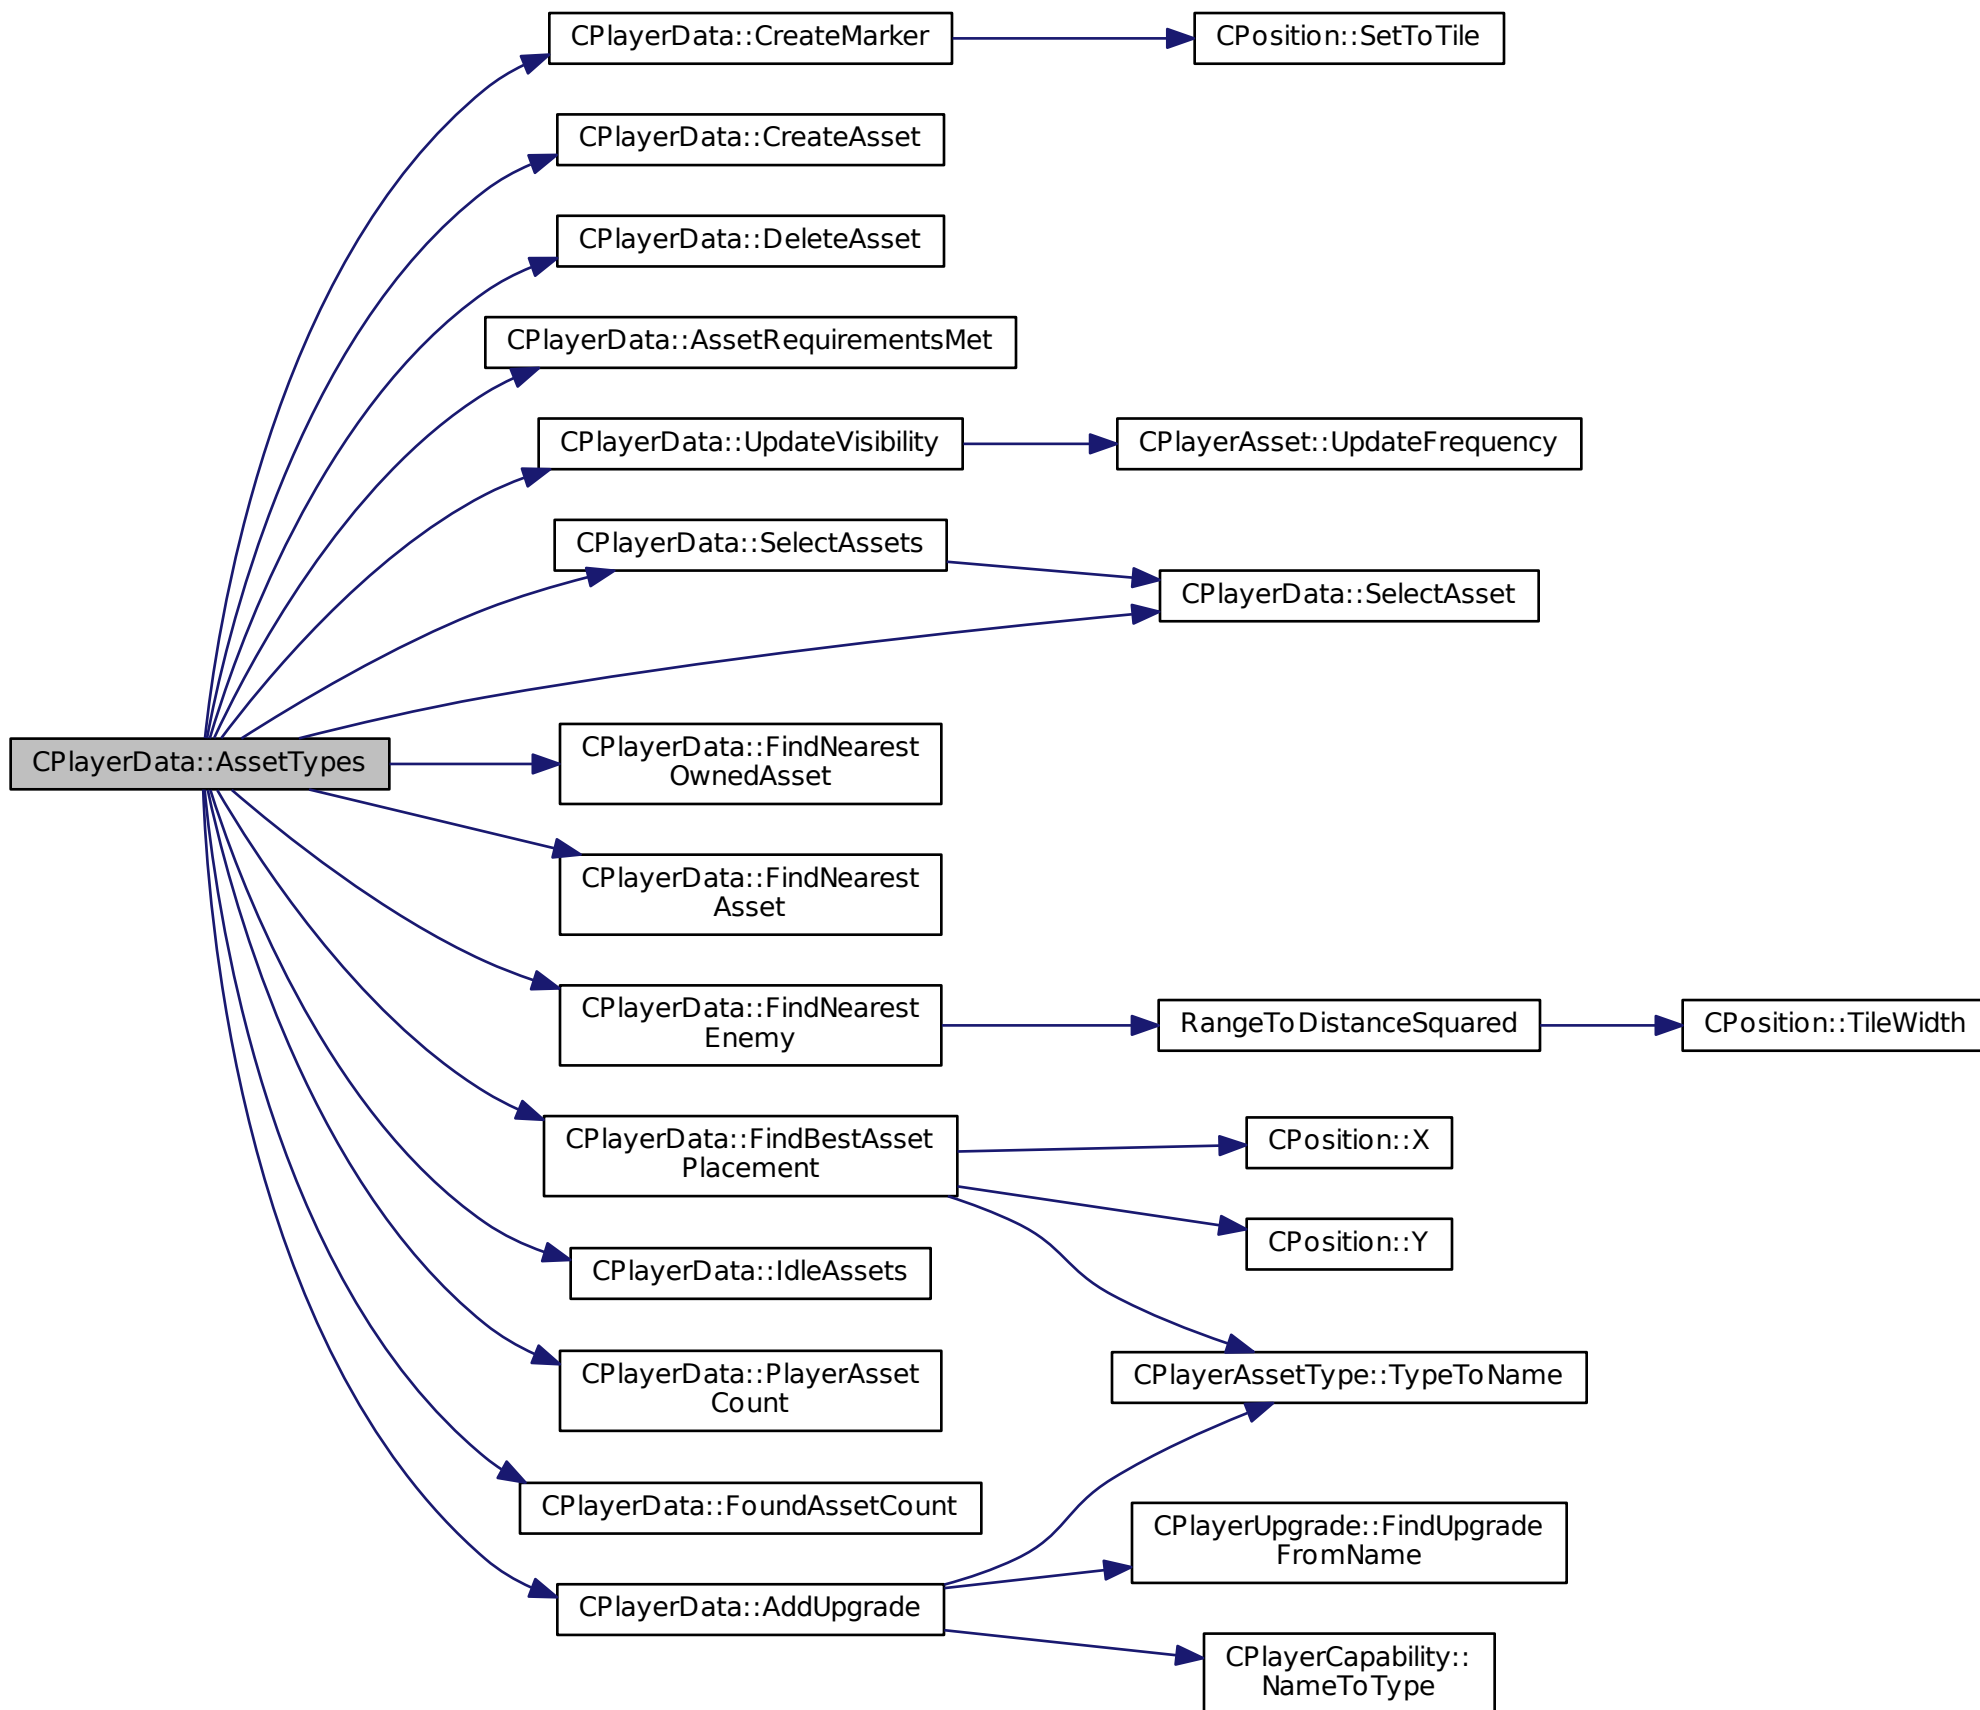 CPlayerData::CreateMarker
CPosition::SetToTile
CPlayerData::CreateAsset
CPlayerData::DeleteAsset
CPlayerData::AssetRequirementsMet
CPlayerData::UpdateVisibility
CPlayerAsset::UpdateFrequency
CPlayerData::SelectAssets
CPlayerData::SelectAsset
CPlayerData::AssetTypes
CPlayerData::FindNearest
OwnedAsset
CPlayerData::FindNearest
Asset
CPlayerData::FindNearest
Enemy
RangeToDistanceSquared
CPosition::TileWidth
CPlayerData::FindBestAsset
Placement
CPosition::X
CPosition::Y
CPlayerData::IdleAssets
CPlayerData::PlayerAsset
Count
CPlayerAssetType::TypeToName
CPlayerData::FoundAssetCount
CPlayerUpgrade::FindUpgrade
FromName
CPlayerData::AddUpgrade
CPlayerCapability::
NameToType